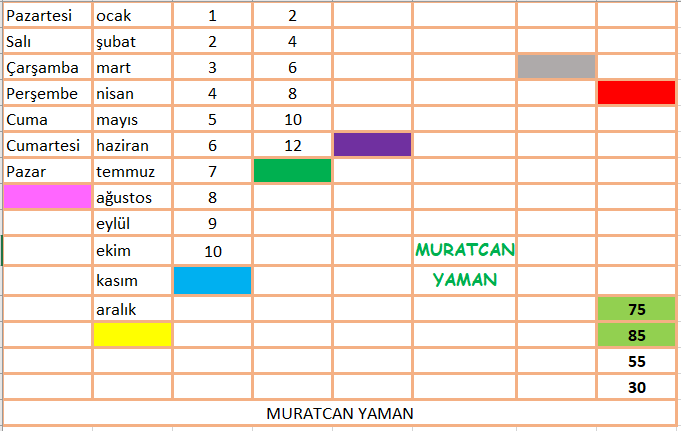 Pazartesi ocak 1 2
Salı şubat 2 4
Çarşamba mart 3 6
Perşembe nisan 4 8
Cuma mayıs 5 10
Cumartesi haziran 6 12
Pazar temmuz 7
ağustos 8
eylül 9
ekim 10 MURATCAN
kasım YAMAN
aralık 75
85
55
30
MURATCAN YAMAN